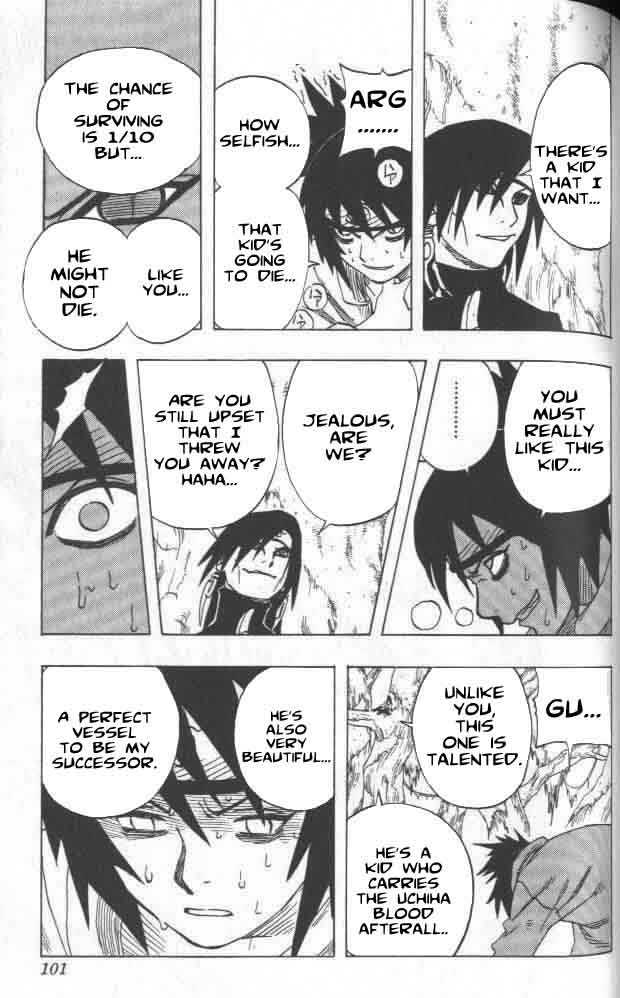 THERE'S
A KID
THAT I
WANT...
ARG
........
HOW
SELFISH...
THAT
KID'S
GOING
TO DIE...
THE CHANCE
OF
SURVIVING
IS 1/10
BUT...
LIKE
YOU...
HE
MIGHT
NOT
DIE.
YOU
MUST
REALLY
LIKE THIS
KID...
.........
JEALOUS,
ARE
WE?
ARE YOU
STILL UPSET
THAT I
THREW
YOU AWAY?
HAHA...
GU...
UNLIKE
YOU,
THIS
ONE IS
TALENTED.
HE'S A
KID WHO
CARRIES
THE UCHIHA
BLOOD
AFTERALL..
HE'S
ALSO
VERY
BEAUTIFUL...
A PERFECT
VESSEL
TO BE MY
SUCCESSOR.
101